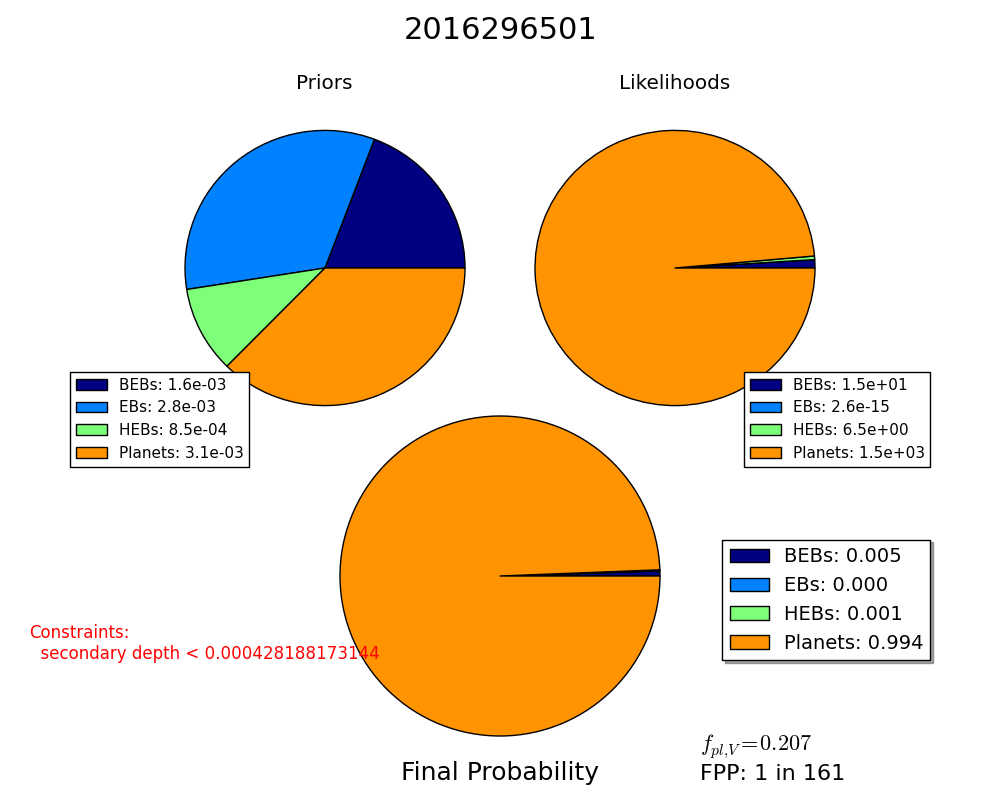 2016296501
Priors
Likelihoods
BEBs: 1.6e-03
EBs: 2.8e-03
HEBs: 8.5e-04
Planets: 3.1e-03
BEBs: 1.5e+01
EBs: 2.6e-15
HEBs: 6.5e+00
Planets: 1.5e+03
BEBs: 0.005
EBs: 0.000
HEBs: 0.001
Planets: 0.994
Constraints:
secondary depth < 0.000428188173144
f_{pl,V}=0.207
Final Probability
FPP: 1 in 161